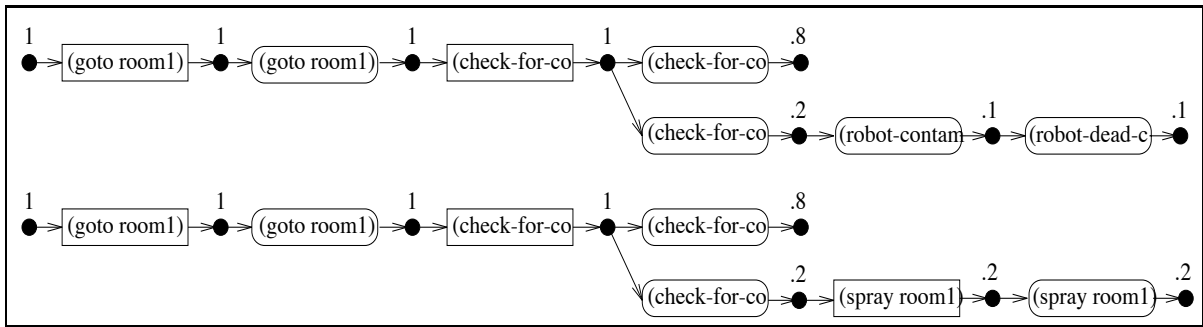 1 1 1 1 .8
(goto room1) (goto room1) (check-for-co (check-for-co
.2 .1 .1
(check-for-co (robot-contam (robot-dead-c
1 1 1 1 .8
(goto room1) (goto room1) (check-for-co (check-for-co
.2 .2 .2
(check-for-co (spray room1) (spray room1)